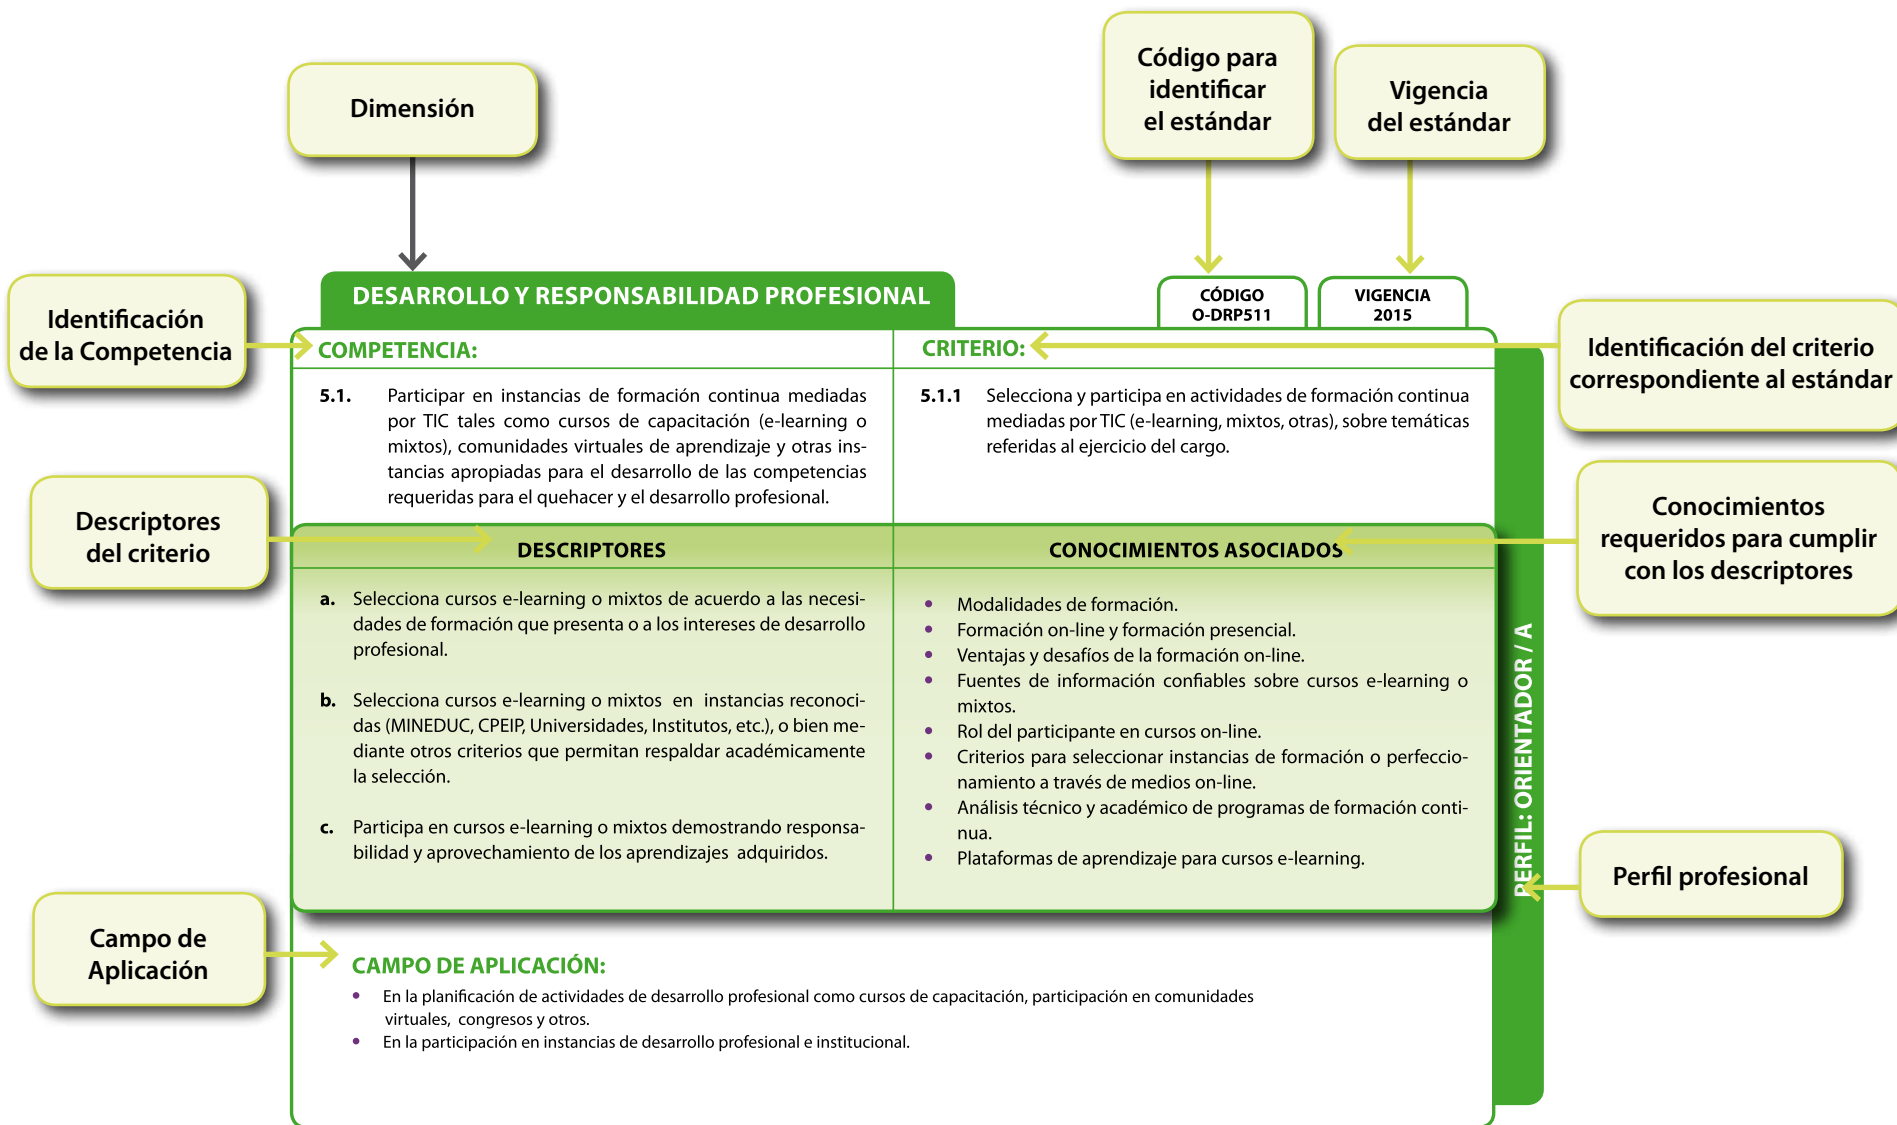 Dimensión
Código para
identificar
el estándar
Vigencia
del estándar
DESARROLLO Y RESPONSABILIDAD PROFESIONAL
CÓDIGO
O-DRP511
VIGENCIA
2015
Identificación
de la Competencia
COMPETENCIA:
CRITERIO:
Identificación del criterio
correspondiente al estándar
5.1. Participar en instancias de formación continua mediadas
por TIC tales como cursos de capacitación (e-learning o
mixtos), comunidades virtuales de aprendizaje y otras ins-
tancias apropiadas para el desarrollo de las competencias
requeridas para el quehacer y el desarrollo profesional.
5.1.1 Selecciona y participa en actividades de formación continua
mediadas por TIC (e-learning, mixtos, otras), sobre temáticas
referidas al ejercicio del cargo.
Descriptores
del criterio
Conocimientos
requeridos para cumplir
con los descriptores
DESCRIPTORES
CONOCIMIENTOS ASOCIADOS
a. Selecciona cursos e-learning o mixtos de acuerdo a las necesi-
dades de formación que presenta o a los intereses de desarrollo
profesional.
b. Selecciona cursos e-learning o mixtos en instancias reconoci-
das (MINEDUC, CPEIP, Universidades, Institutos, etc.), o bien me-
diante otros criterios que permitan respaldar académicamente
la selección.
c. Participa en cursos e-learning o mixtos demostrando responsa-
bilidad y aprovechamiento de los aprendizajes adquiridos.
• Modalidades de formación.
• Formación on-line y formación presencial.
• Ventajas y desafíos de la formación on-line.
• Fuentes de información confiables sobre cursos e-learning o
mixtos.
• Rol del participante en cursos on-line.
• Criterios para seleccionar instancias de formación o perfeccio-
namiento a través de medios on-line.
• Análisis técnico y académico de programas de formación conti-
nua.
• Plataformas de aprendizaje para cursos e-learning.
PERFIL: ORIENTADOR / A
Perfil profesional
Campo de
Aplicación
CAMPO DE APLICACIÓN:
• En la planificación de actividades de desarrollo profesional como cursos de capacitación, participación en comunidades
virtuales, congresos y otros.
• En la participación en instancias de desarrollo profesional e institucional.